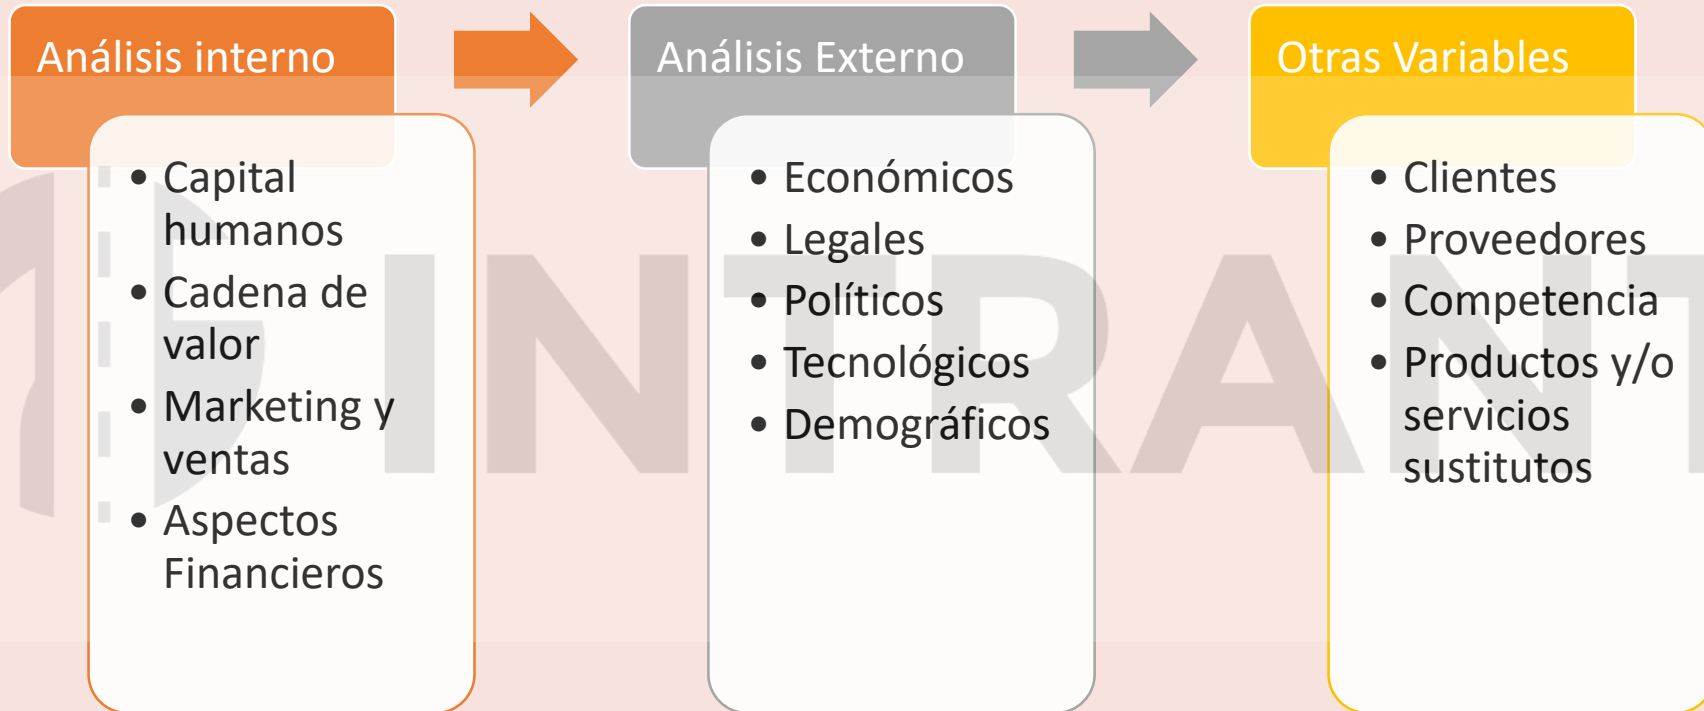 Análisis interno
• Capital
humanos
• Cadena de
valor
• Marketing y
ventas
• Aspectos
Financieros
Análisis Externo
• Económicos
• Legales
• Políticos
• Tecnológicos
• Demográficos
Otras Variables
• Clientes
• Proveedores
• Competencia
• Productos y/o
servicios
sustitutos
INTRANT